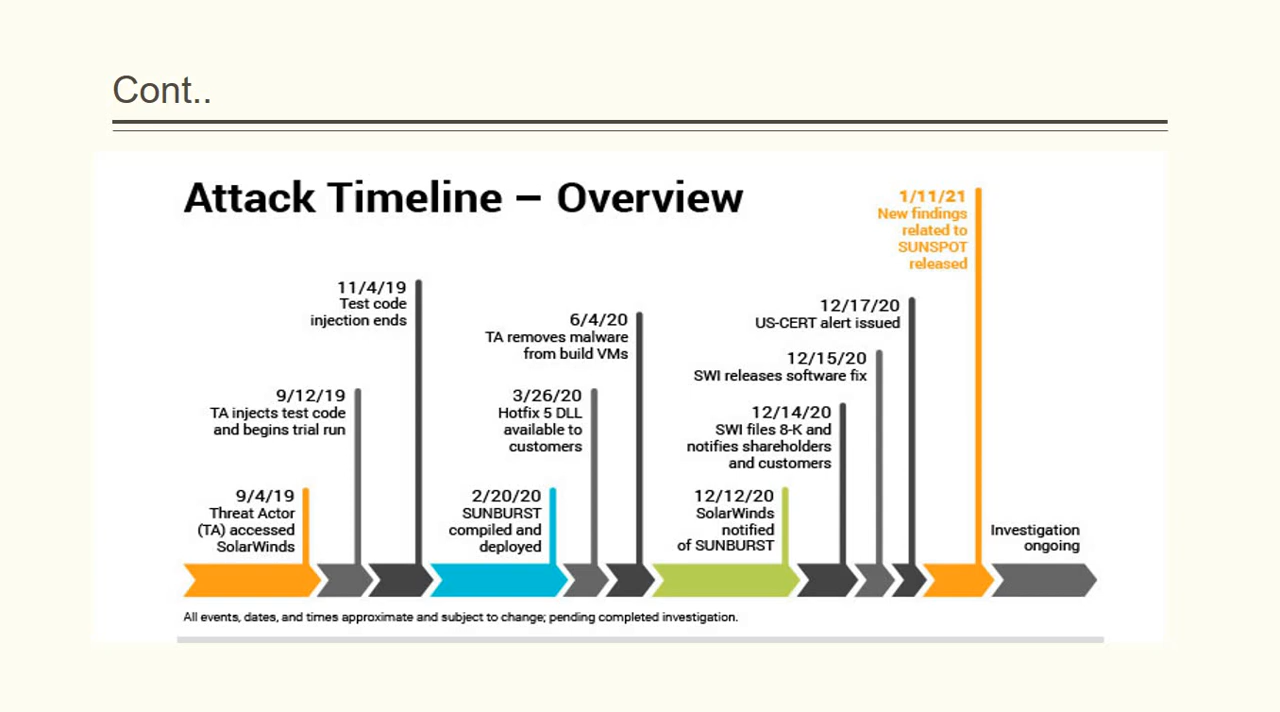 Cont..
Attack Timeline – Overview
9/4/19
Threat Actor
(TA) accessed
SolarWinds
9/12/19
TA injects test code
and begins trial run
11/4/19
Test code
injection ends
2/20/20
SUNBURST
compiled and
deployed
3/26/20
Hotfix 5 DLL
available to
customers
6/4/20
TA removes malware
from build VMs
12/12/20
SolarWinds
notified
of SUNBURST
12/14/20
SWI files 8-K and
notifies shareholders
and customers
12/15/20
SWI releases software fix
12/17/20
US-CERT alert issued
1/11/21
New findings
related to
SUNSPOT
released
Investigation
ongoing
All events, dates, and times approximate and subject to change; pending completed investigation.